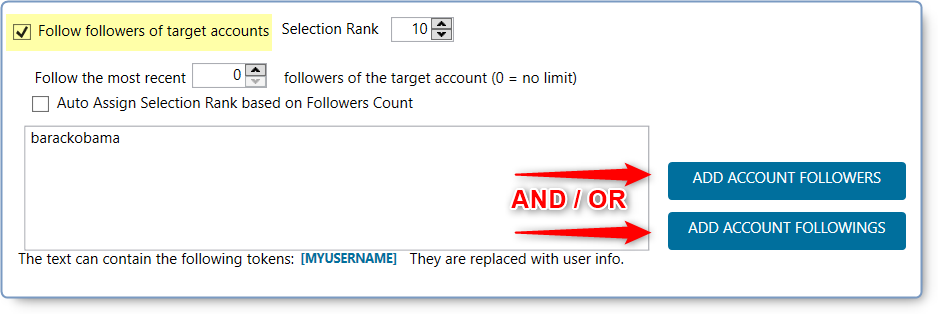 Follow followers of target accounts Selection Rank 10
Follow the most recent 0 followers of the target account (0 = no limit)
Auto Assign Selection Rank based on Followers Count
barackobama
ADD ACCOUNT FOLLOWERS
AND / OR
ADD ACCOUNT FOLLOWINGS
The text can contain the following tokens: [MYUSERNAME] They are replaced with user info.